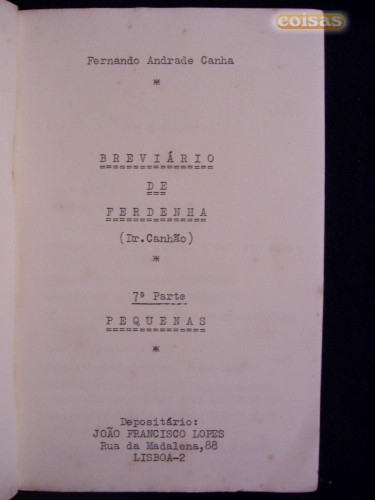 coisas
Fernando Andrade Canha
*
BREVIÁRIO
DE
FERDENHA
(Dr. Canhão)
*
7ª Parte
PEQUENAS
*
Depositário:
JOÃO FRANCISCO LOPES
Rua da Madalena, 88
LISBOA-2